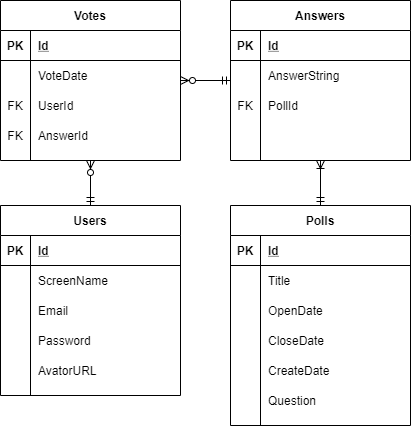 Votes
PK Id
VoteDate
FK UserId
FK AnswerId
Answers
PK Id
AnswerString
FK PollId
Users
PK Id
ScreenName
Email
Password
AvatorURL
Polls
PK Id
Title
OpenDate
CloseDate
CreateDate
Question